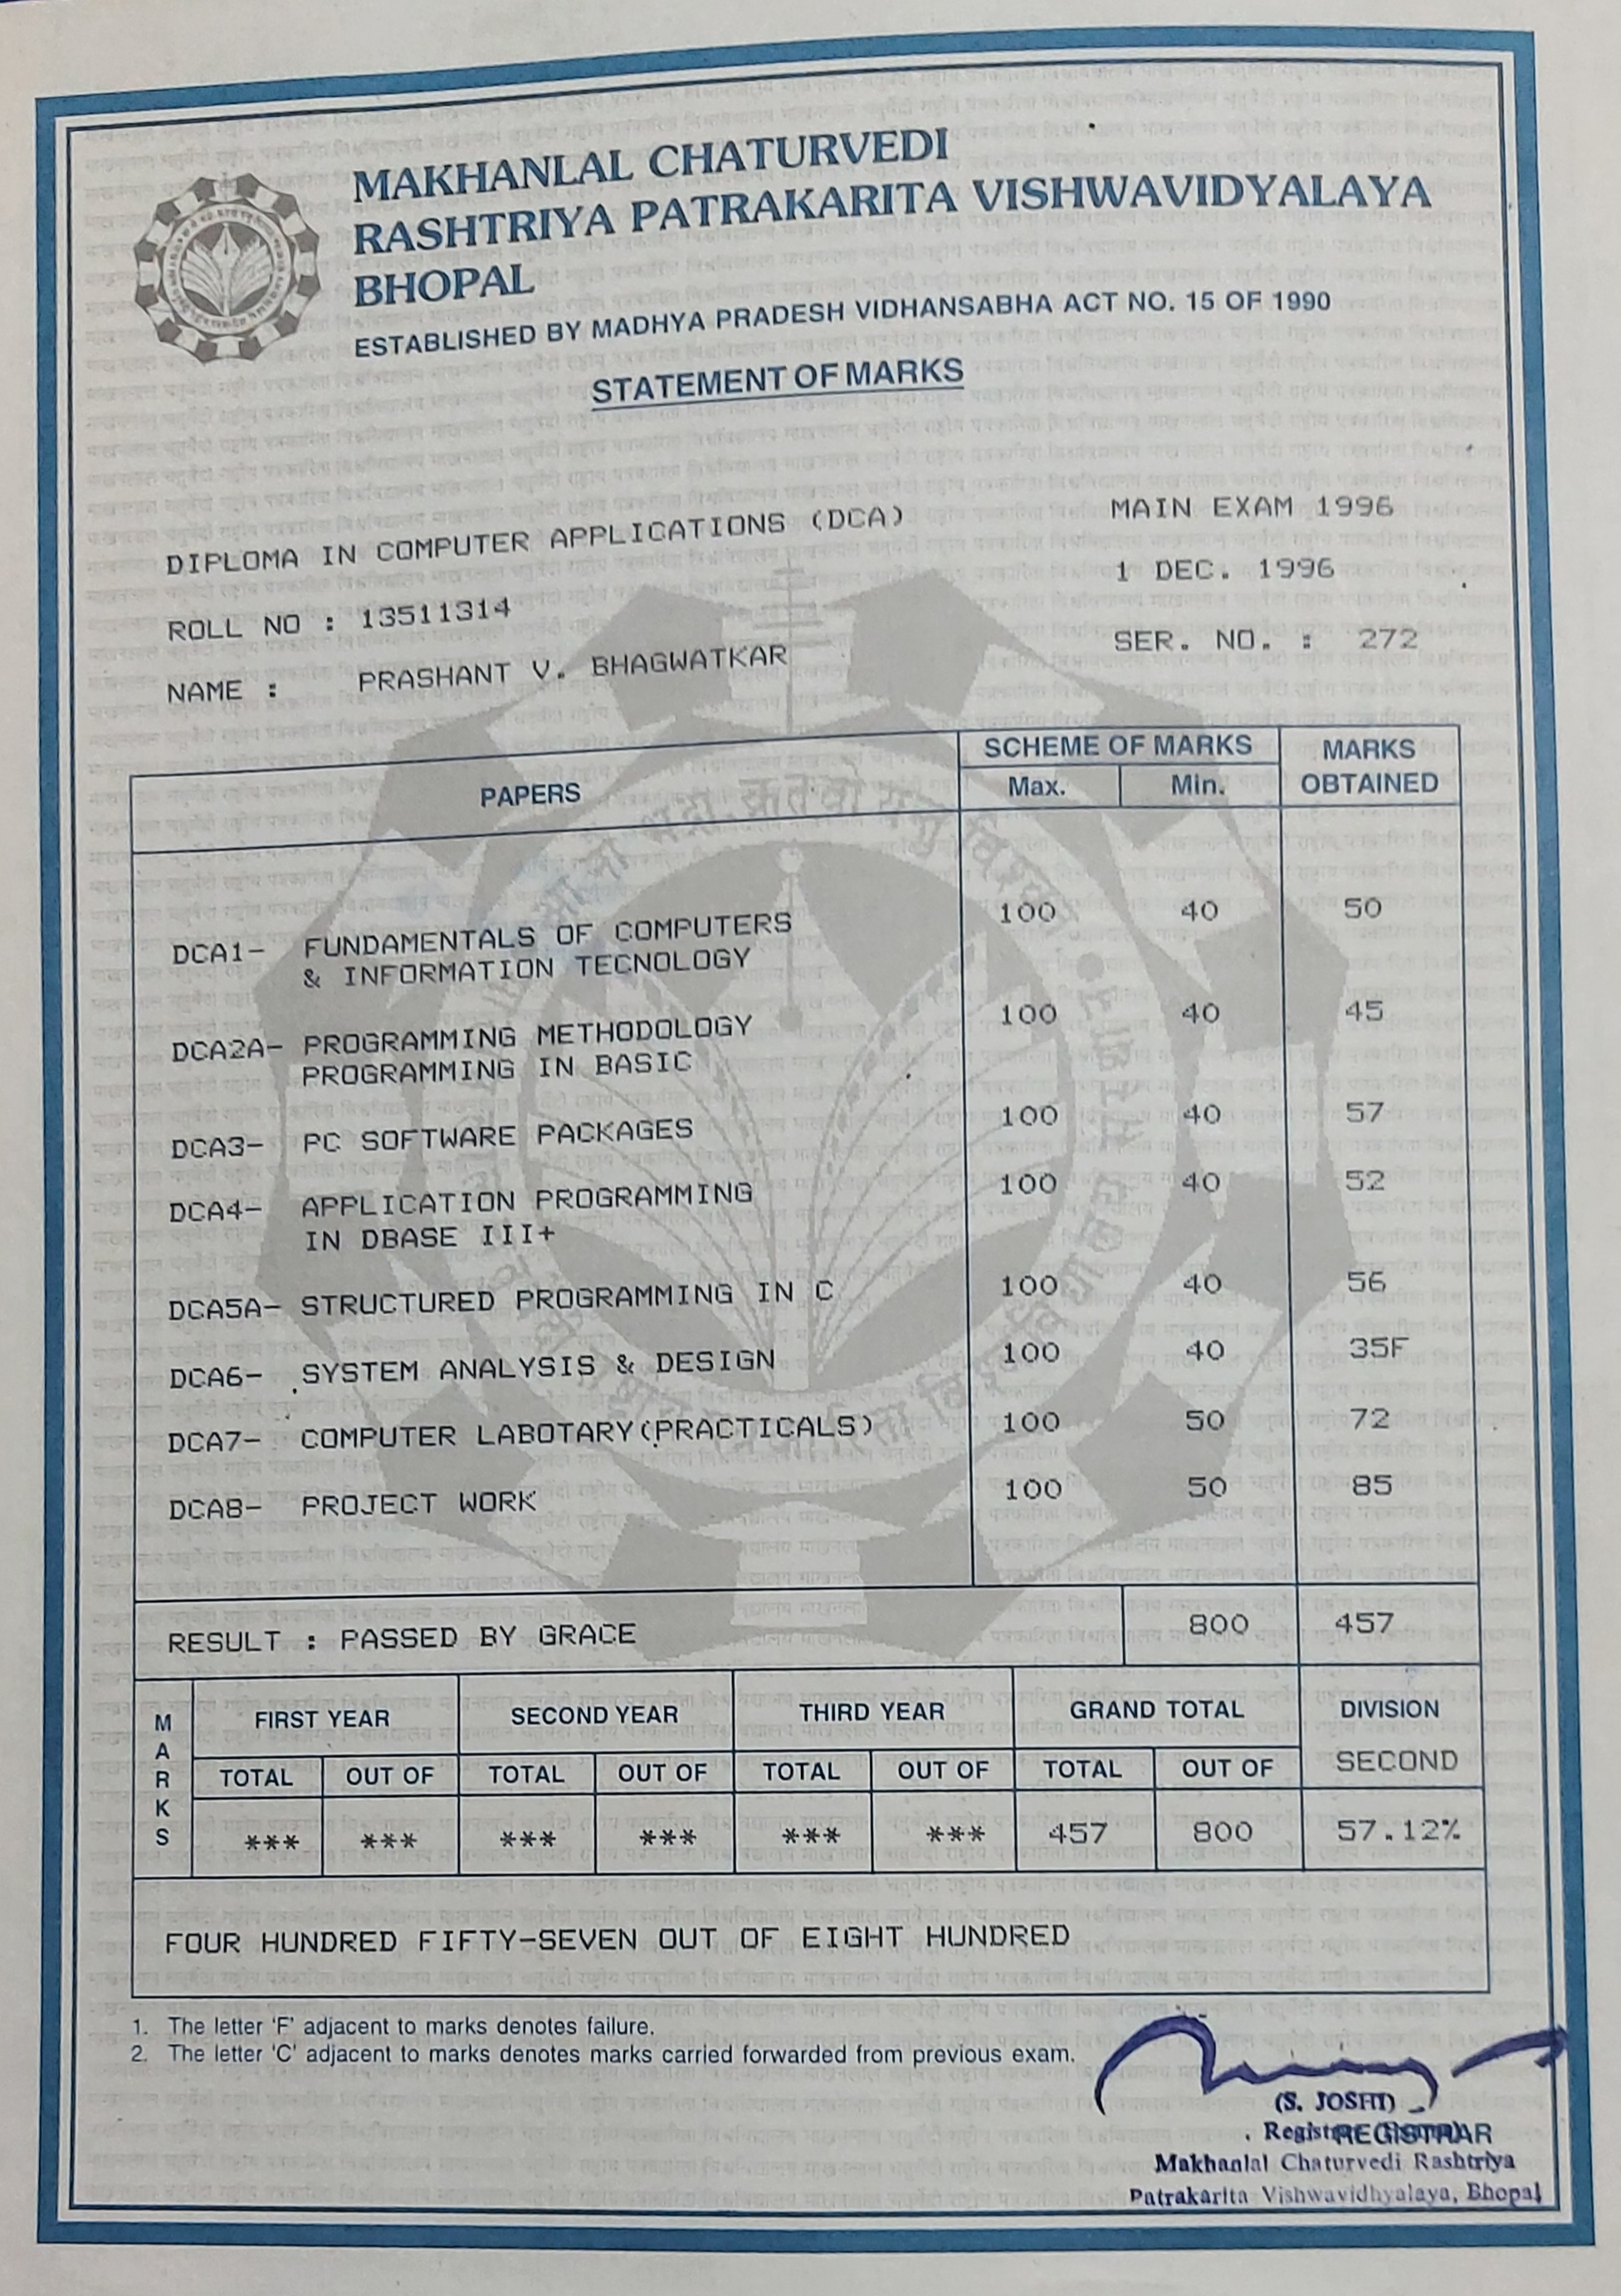 MAKHANLAL CHATURVEDI
RASHTRIYA PATRAKARITA VISHWAVIDYALAYA
BHOPAL
ESTABLISHED BY MADHYA PRADESH VIDHANSABHA ACT NO. 15 OF 1990
STATEMENT OF MARKS
DIPLOMA IN COMPUTER APPLICATIONS (DCA) MAIN EXAM 1996
1 DEC. 1996
ROLL NO : 13511314
NAME : PRASHANT V. BHAGWATKAR SER. NO. : 272
PAPERS SCHEME OF MARKS MARKS OBTAINED
Max. Min.
DCA1- FUNDAMENTALS OF COMPUTERS 100 40 50
& INFORMATION TECNOLOGY
DCA2A- PROGRAMMING METHODOLOGY 100 40 45
PROGRAMMING IN BASIC
DCA3- PC SOFTWARE PACKAGES 100 40 57
DCA4- APPLICATION PROGRAMMING 100 40 52
IN DBASE III+
DCA5A- STRUCTURED PROGRAMMING IN C 100 40 56
DCA6- SYSTEM ANALYSIS & DESIGN 100 40 35F
DCA7- COMPUTER LABOTARY(PRACTICALS) 100 50 72
DCA8- PROJECT WORK 100 50 85
RESULT : PASSED BY GRACE 800 457
MARKS FIRST YEAR SECOND YEAR THIRD YEAR GRAND TOTAL DIVISION
TOTAL OUT OF TOTAL OUT OF TOTAL OUT OF TOTAL OUT OF SECOND
*** *** *** *** *** *** 457 800 57.12%
FOUR HUNDRED FIFTY-SEVEN OUT OF EIGHT HUNDRED
1. The letter 'F' adjacent to marks denotes failure.
2. The letter 'C' adjacent to marks denotes marks carried forwarded from previous exam.
(S. JOSHI)
REGISTRAR
Makhanlal Chaturvedi Rashtriya
Patrakarita Vishwavidhyalaya, Bhopal